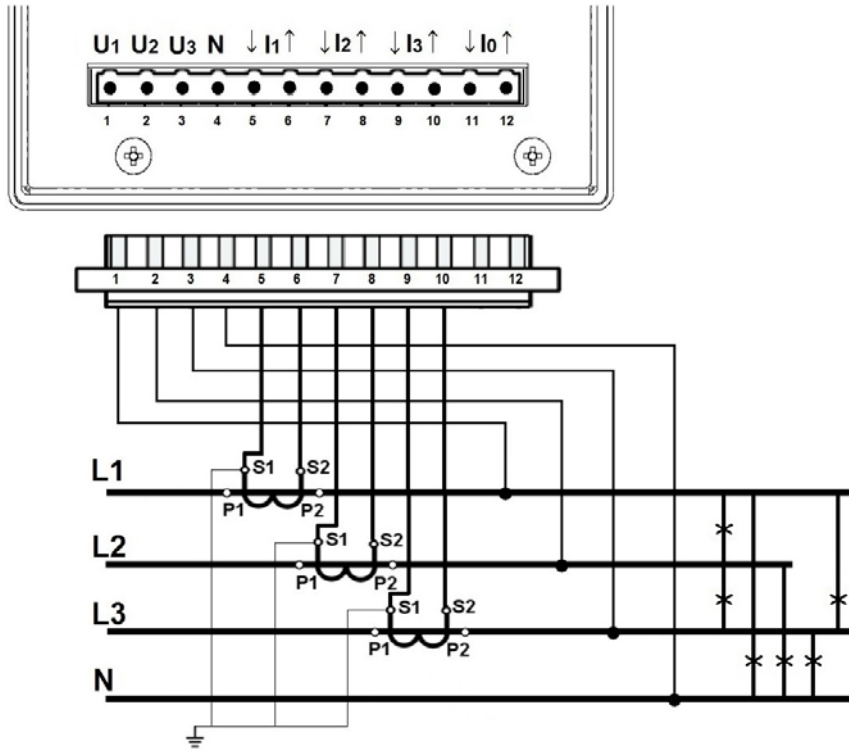 U1 U2 U3 N ↓ I1 ↑ ↓ I2 ↑ ↓ I3 ↑ ↓ I0 ↑
1 2 3 4 5 6 7 8 9 10 11 12
1 2 3 4 5 6 7 8 9 10 11 12
L1 S1 S2
P1 P2
L2 S1 S2
P1 P2
L3 S1 S2
P1 P2
N